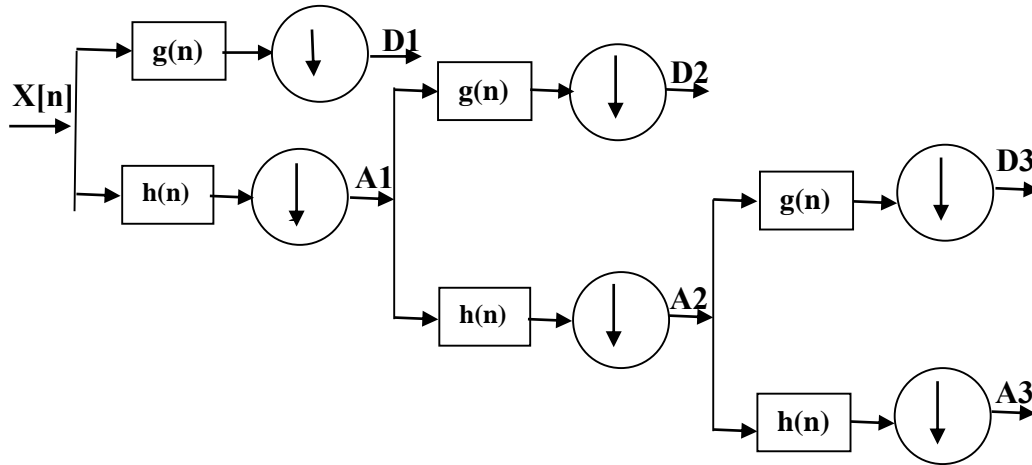 g(n)
D1
X[n]
g(n)
D2
h(n)
A1
D3
g(n)
h(n)
A2
h(n)
A3